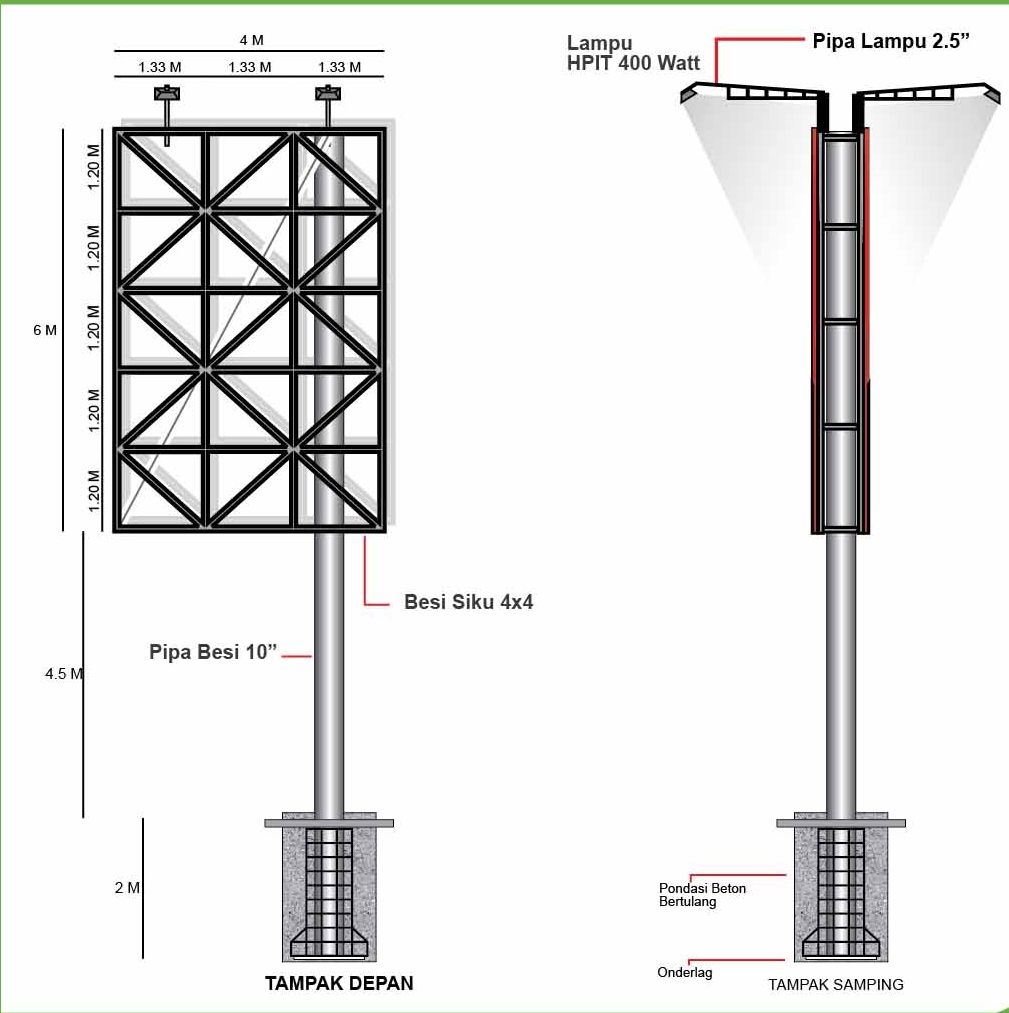 4 M
1.33 M
1.33 M
1.33 M
1.20 M
1.20 M
1.20 M
1.20 M
1.20 M
6 M
Besi Siku 4x4
Pipa Besi 10”
4.5 M
2 M
TAMPAK DEPAN
Lampu
HPIT 400 Watt
Pipa Lampu 2.5”
Pondasi Beton
Bertulang
Onderlag
TAMPAK SAMPING